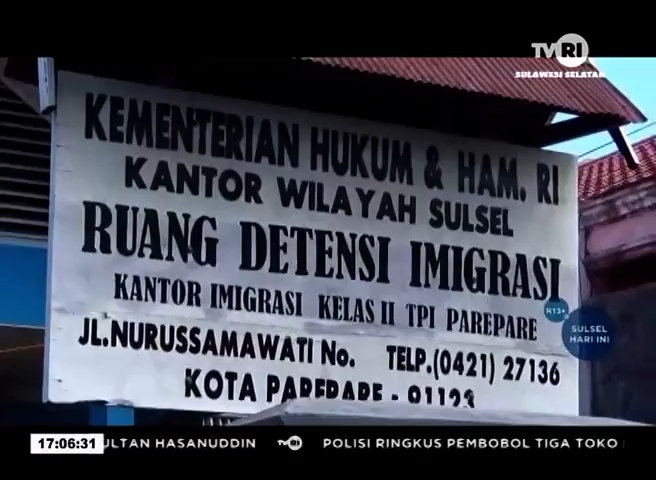 TVRI
SULAWESI SELATAN
KEMENTERIAN HUKUM & HAM. RI
KANTOR WILAYAH SULSEL
RUANG DETENSI IMIGRASI
KANTOR IMIGRASI KELAS II TPI PAREPARE
JL.NURUSSAMAWATI No. TELP.(0421) 27136
KOTA PAREPARE - 91123
R13+
SULSEL
HARI INI
17:06:31 ULTAN HASANUDDIN TVRI POLISI RINGKUS PEMBOBOL TIGA TOKO